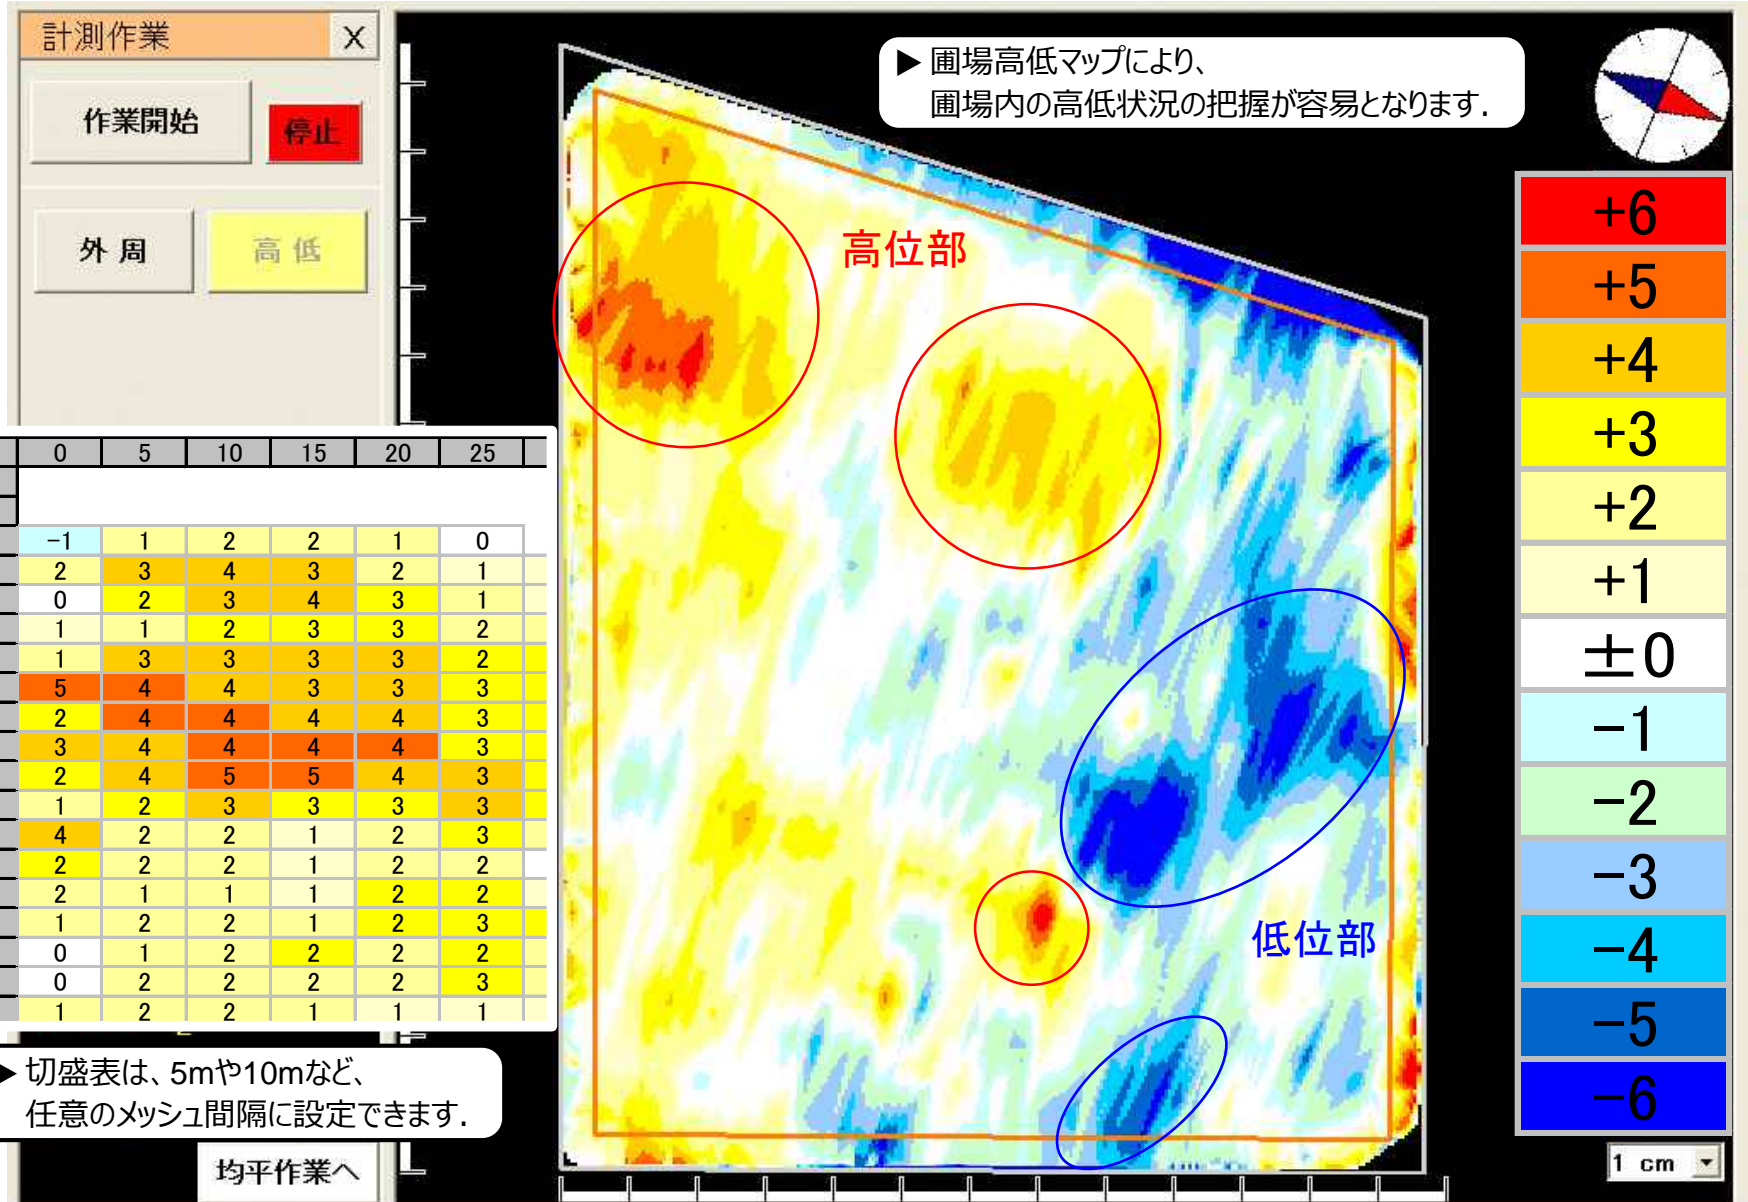 計測作業 X
作業開始 停止
外周 高低
▶ 圃場高低マップにより、
圃場内の高低状況の把握が容易となります.
高位部
低位部
+6
+5
+4
+3
+2
+1
±0
−1
−2
−3
−4
−5
−6
1 cm
0 5 10 15 20 25
-1 1 2 2 1 0
2 3 4 3 2 1
0 2 3 4 3 1
1 1 2 3 3 2
1 3 3 3 3 2
5 4 4 3 3 3
2 4 4 4 4 3
3 4 4 4 4 3
2 4 5 5 4 3
1 2 3 3 3 3
4 2 2 1 2 3
2 2 2 1 2 2
2 1 1 1 2 2
1 2 2 1 2 3
0 1 2 2 2 2
0 2 2 2 2 3
1 2 2 1 1 1
▶ 切盛表は、5mや10mなど、
任意のメッシュ間隔に設定できます.
均平作業へ